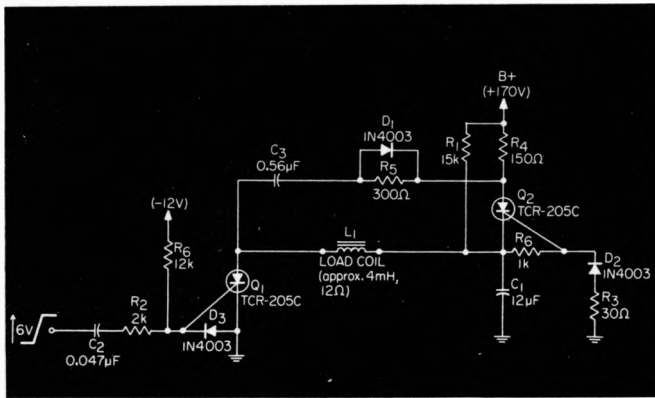 B+
(+170V)
D1
1N4003
R1
15k
R4
150Ω
C3
0.56μF
R5
300Ω
Q2
TCR-205C
(-12V)
R6
12k
L1
LOAD COIL
(approx. 4mH,
12Ω)
R6
1k
D2
1N4003
Q1
TCR-205C
C1
12μF
R3
30Ω
6V
R2
2k
D3
1N4003
C2
0.047μF